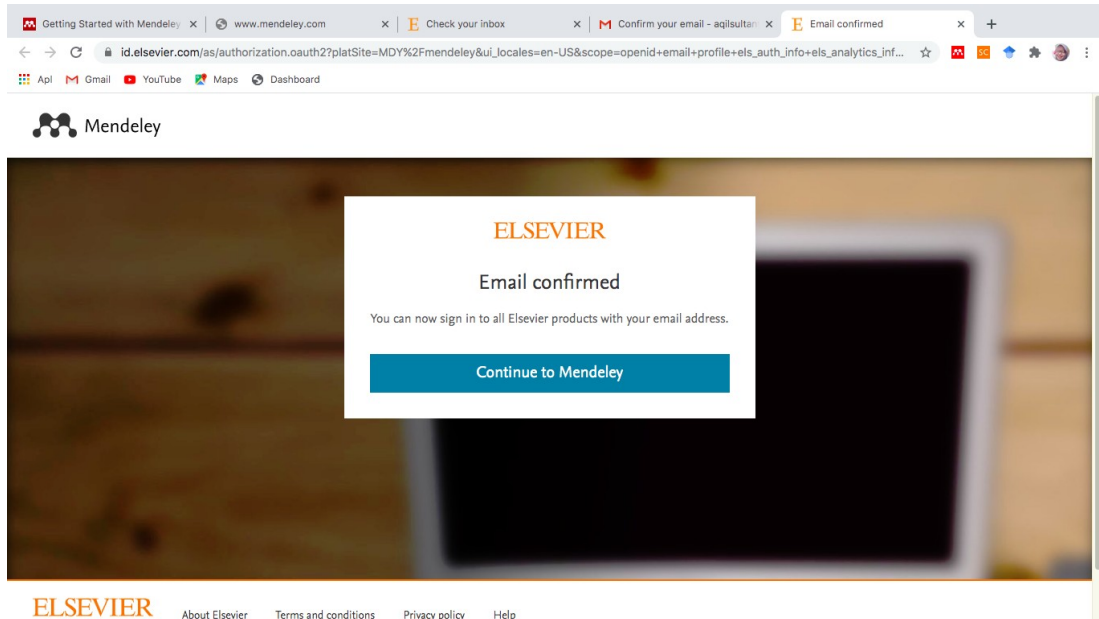 Getting Started with Mendeley
www.mendeley.com
Check your inbox
Confirm your email - aqilsultan
Email confirmed
id.elsevier.com/as/authorization.oauth2?platSite=MDY%2Fmendeley&ui_locales=en-US&scope=openid+email+profile+els_auth_info+els_analytics_inf...
SC
Apl
Gmail
YouTube
Maps
Dashboard
Mendeley
ELSEVIER
Email confirmed
You can now sign in to all Elsevier products with your email address.
Continue to Mendeley
ELSEVIER
About Elsevier
Terms and conditions
Privacy policy
Help